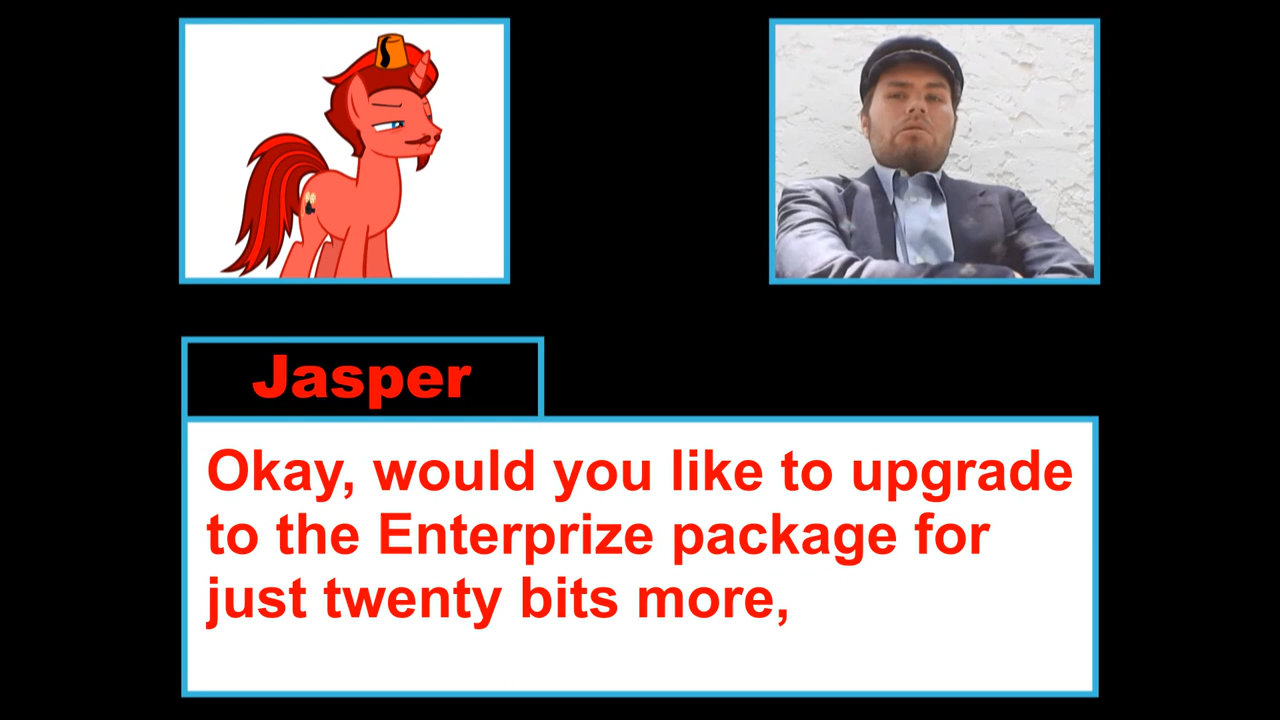 Jasper
Okay, would you like to upgrade
to the Enterprize package for
just twenty bits more,